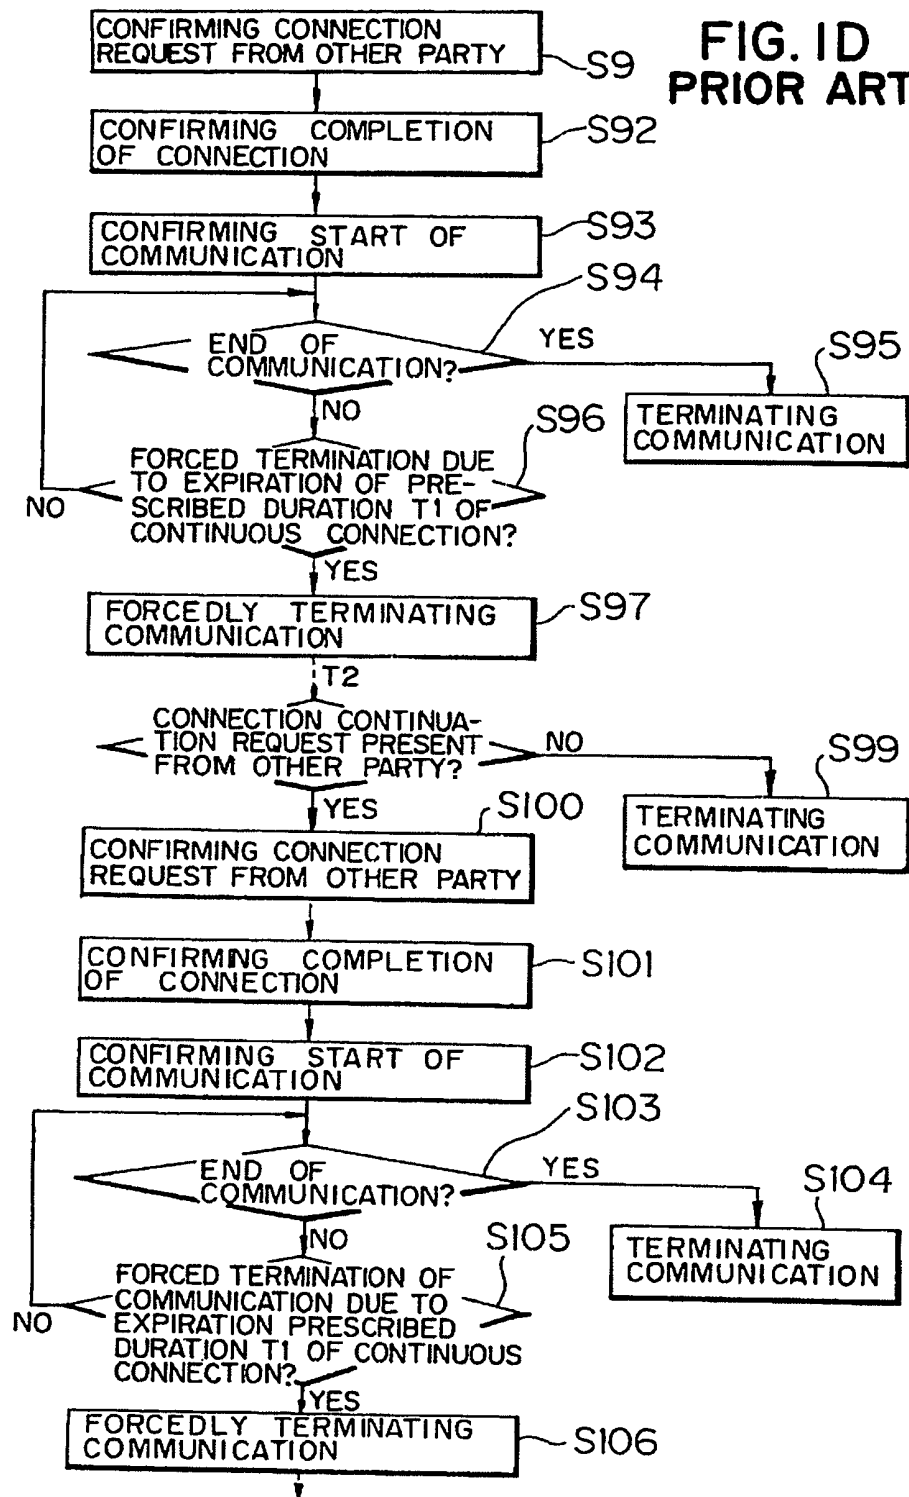 FIG. 1D
PRIOR ART
CONFIRMING CONNECTION
REQUEST FROM OTHER PARTY
S9
CONFIRMING COMPLETION
OF CONNECTION
S92
CONFIRMING START OF
COMMUNICATION
S93
S94
END OF
COMMUNICATION?
YES
S95
TERMINATING
COMMUNICATION
NO
S96
FORCED TERMINATION DUE
TO EXPIRATION OF PRE-
SCRIBED DURATION T1 OF
CONTINUOUS CONNECTION?
NO
YES
FORCEDLY TERMINATING
COMMUNICATION
S97
T2
CONNECTION CONTINUA-
TION REQUEST PRESENT
FROM OTHER PARTY?
NO
S99
TERMINATING
COMMUNICATION
YES
S100
CONFIRMING CONNECTION
REQUEST FROM OTHER PARTY
CONFIRMING COMPLETION
OF CONNECTION
S101
CONFIRMING START OF
COMMUNICATION
S102
S103
END OF
COMMUNICATION?
YES
S104
TERMINATING
COMMUNICATION
NO
S105
FORCED TERMINATION OF
COMMUNICATION DUE TO
EXPIRATION PRESCRIBED
DURATION T1 OF CONTINUOUS
CONNECTION?
NO
YES
FORCEDLY TERMINATING
COMMUNICATION
S106